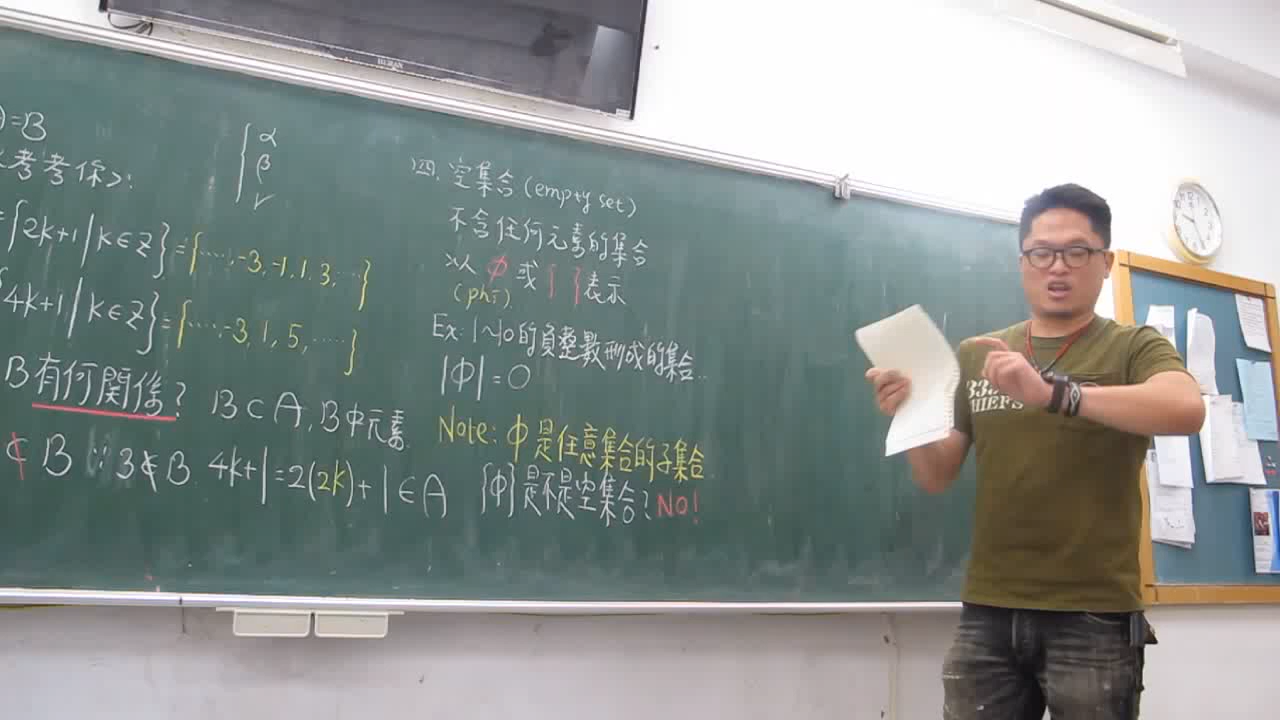 )=B
考考你>:
={2k+1|k∈Z}={……,-3,-1,1,3,…}
{4k+1|k∈Z}={……,-3,1,5,……}
B有何關係? B⊂A, B中元素
⊄B ∵3∉B 4k+1=2(2k)+1∈A
{α
β
γ
四. 空集合(empty set)
不含任何元素的集合
以 ϕ 或 { }表示
(phi)
Ex: 1~10的負整數形成的集合..
|ϕ|=0
Note: ϕ是任意集合的子集合
{ϕ}是不是空集合? NO!
CHIEFS